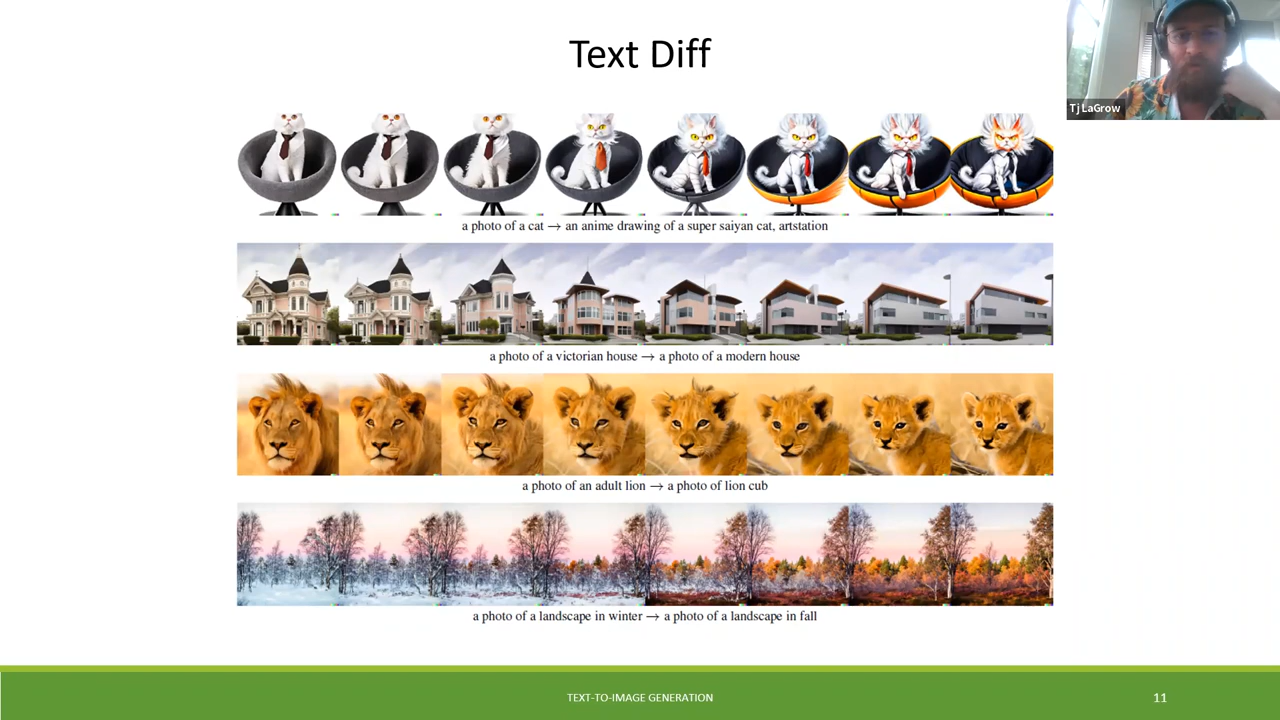 Text Diff
Tj LaGrow
a photo of a cat → an anime drawing of a super saiyan cat, artstation
a photo of a victorian house → a photo of a modern house
a photo of an adult lion → a photo of lion cub
a photo of a landscape in winter → a photo of a landscape in fall
TEXT-TO-IMAGE GENERATION
11